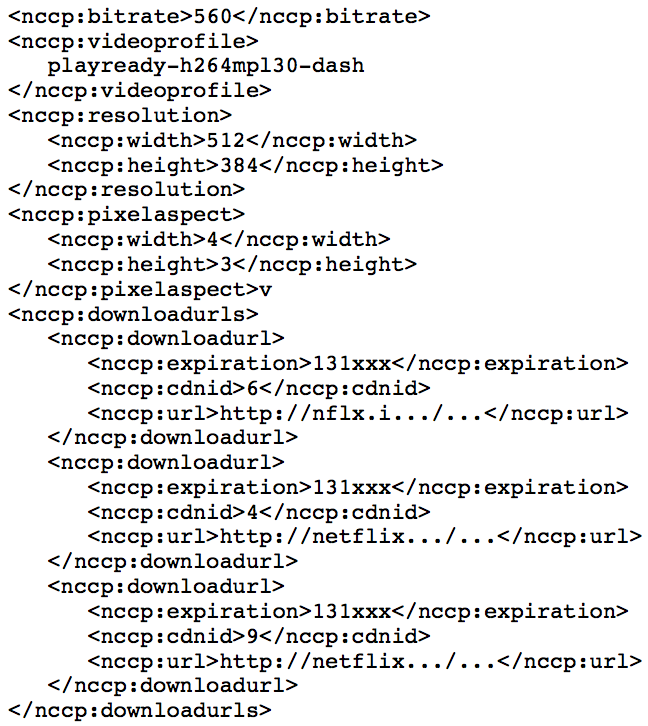 <nccp:bitrate>560</nccp:bitrate>
<nccp:videoprofile>
   playready-h264mpl30-dash
</nccp:videoprofile>
<nccp:resolution>
   <nccp:width>512</nccp:width>
   <nccp:height>384</nccp:height>
</nccp:resolution>
<nccp:pixelaspect>
   <nccp:width>4</nccp:width>
   <nccp:height>3</nccp:height>
</nccp:pixelaspect>v
<nccp:downloadurls>
   <nccp:downloadurl>
      <nccp:expiration>131xxx</nccp:expiration>
      <nccp:cdnid>6</nccp:cdnid>
      <nccp:url>http://nflx.i.../...</nccp:url>
   </nccp:downloadurl>
   <nccp:downloadurl>
      <nccp:expiration>131xxx</nccp:expiration>
      <nccp:cdnid>4</nccp:cdnid>
      <nccp:url>http://netflix.../...</nccp:url>
   </nccp:downloadurl>
   <nccp:downloadurl>
      <nccp:expiration>131xxx</nccp:expiration>
      <nccp:cdnid>9</nccp:cdnid>
      <nccp:url>http://netflix.../...</nccp:url>
   </nccp:downloadurl>
</nccp:downloadurls>